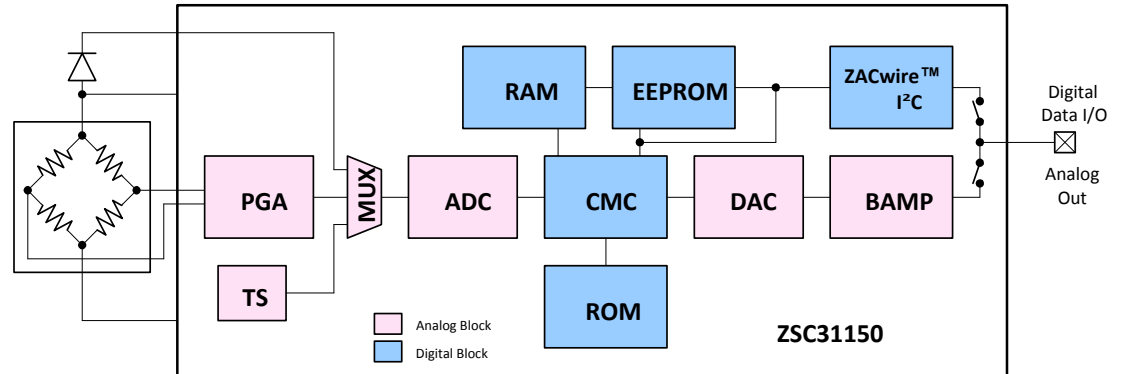 RAM
EEPROM
ZACwire™
I²C
Digital
Data I/O
Analog
Out
PGA
MUX
ADC
CMC
DAC
BAMP
TS
ROM
Analog Block
Digital Block
ZSC31150